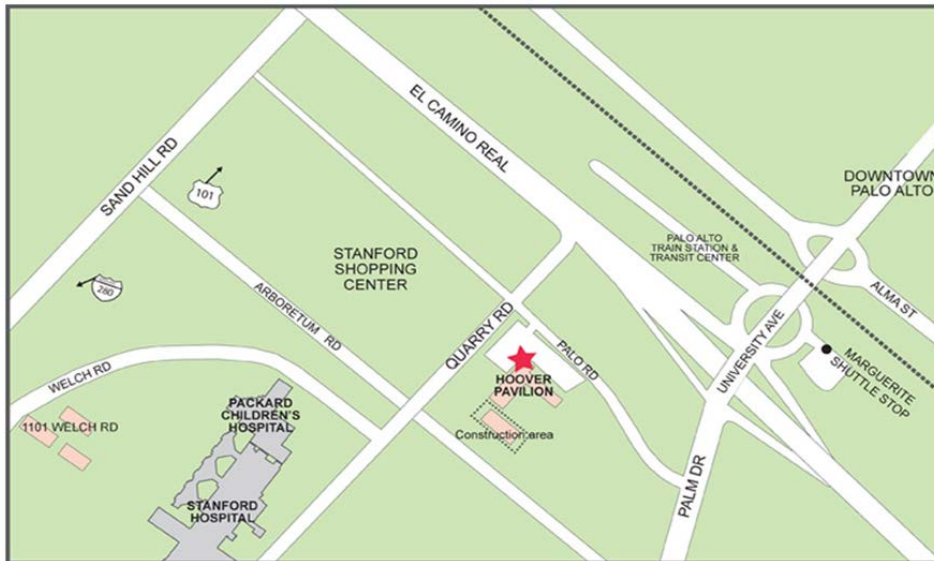 SAND HILL RD
EL CAMINO REAL
101
280
DOWNTOWN
PALO ALTO
PALO ALTO
TRAIN STATION &
TRANSIT CENTER
STANFORD
SHOPPING
CENTER
ARBORETUM RD
QUARRY RD
PALO RD
UNIVERSITY AVE
ALMA ST
MARGUERITE
SHUTTLE STOP
HOOVER
PAVILION
Construction area
WELCH RD
1101 WELCH RD
PACKARD
CHILDREN'S
HOSPITAL
STANFORD
HOSPITAL
PALM DR